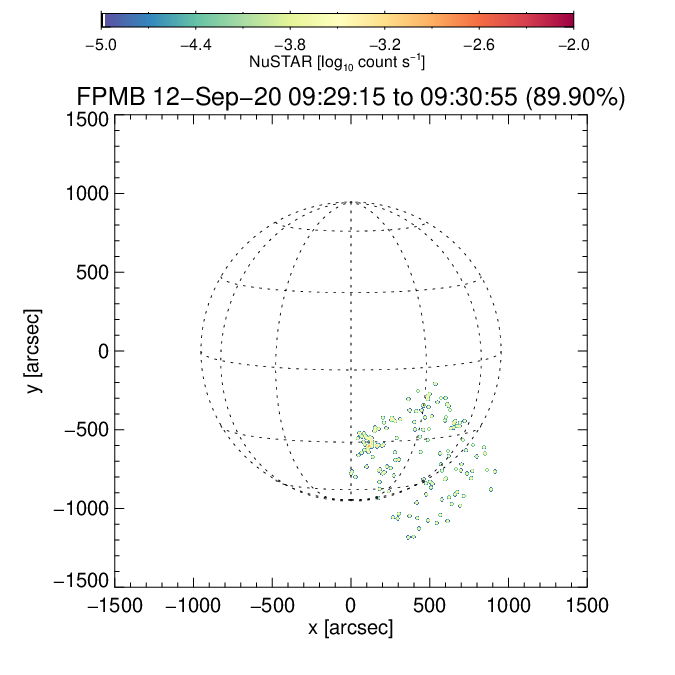 −5.0 −4.4 −3.8 −3.2 −2.6 −2.0
NuSTAR [log₁₀ count s⁻¹]
FPMB 12−Sep−20 09:29:15 to 09:30:55 (89.90%)
1500
1000
500
0
−500
−1000
−1500
y [arcsec]
−1500 −1000 −500 0 500 1000 1500
x [arcsec]